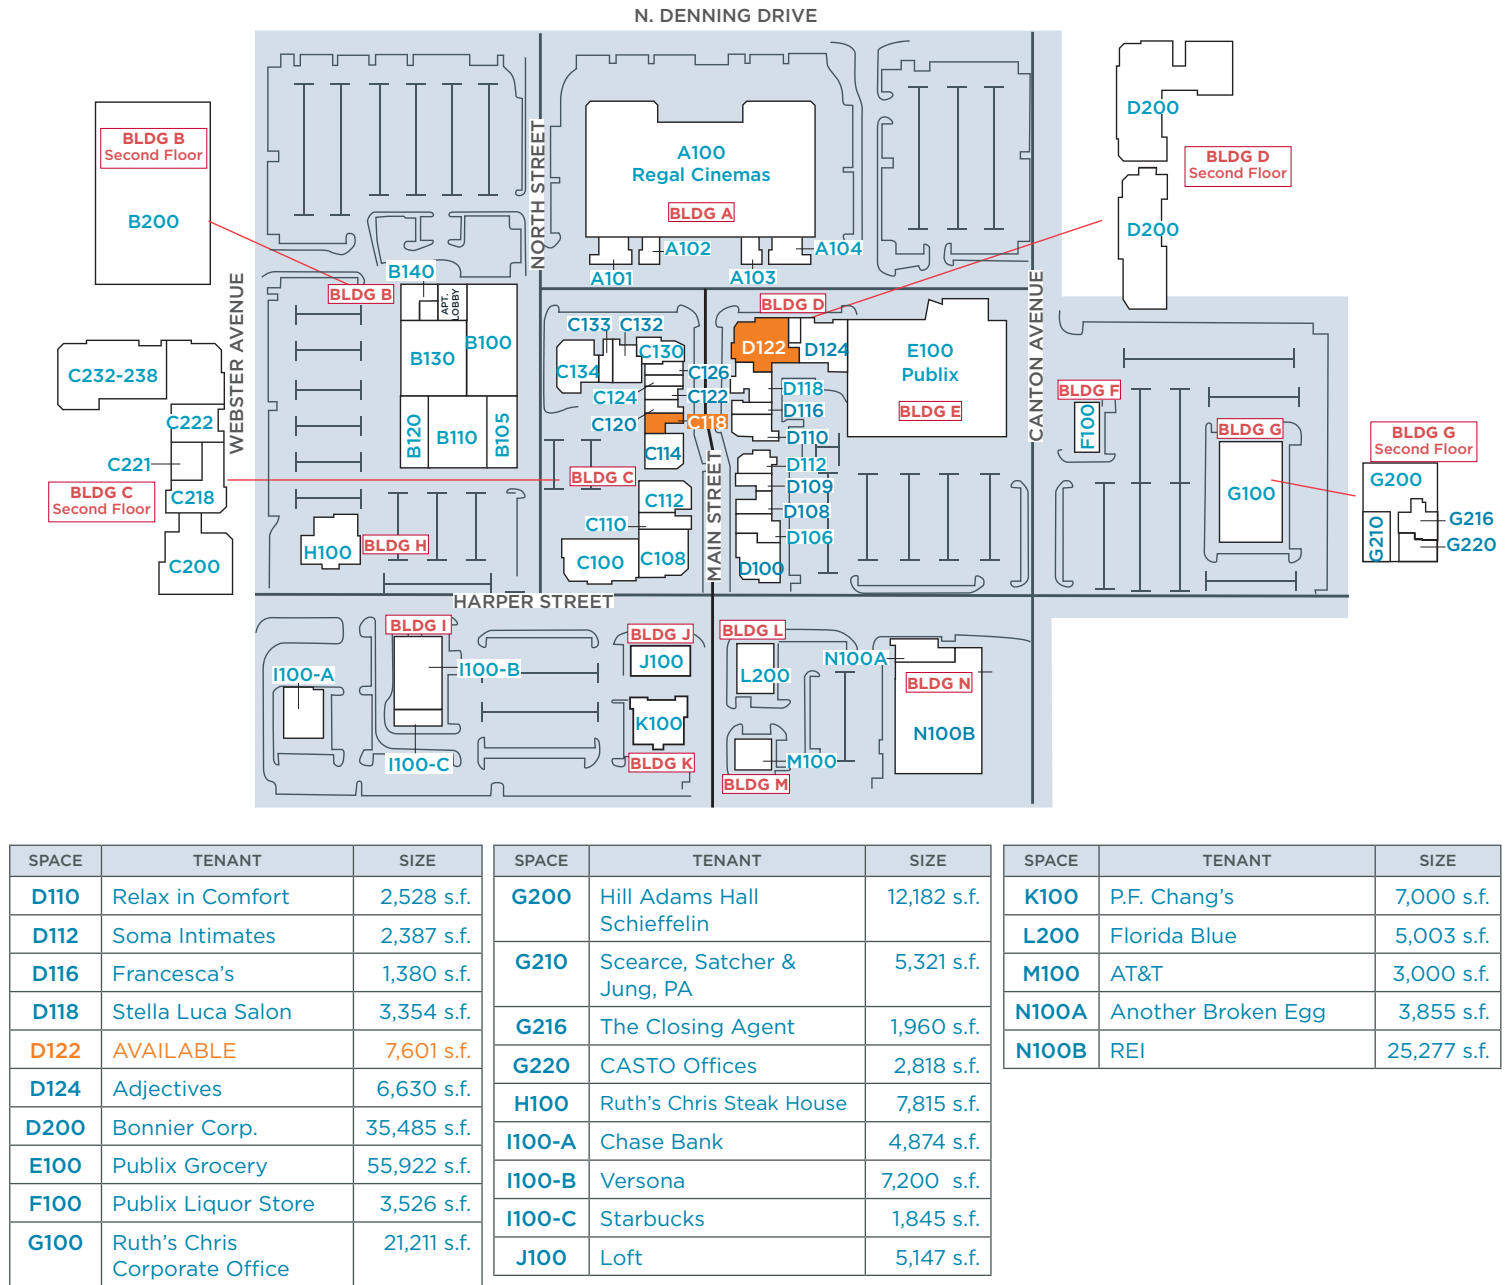 N. DENNING DRIVE
BLDG B
Second Floor
B200
NORTH STREET
A100
Regal Cinemas
BLDG A
A101
A102
A103
A104
D200
BLDG D
Second Floor
D200
WEBSTER AVENUE
B140
BLDG B
APT.
LOBBY
B100
B130
B120
B110
B105
C133
C132
C130
C134
C126
C124
C122
C120
C118
C114
BLDG C
C112
C110
C100
C108
MAIN STREET
BLDG D
D122
D124
D118
D116
D110
D112
D109
D108
D106
D100
E100
Publix
BLDG E
CANTON AVENUE
BLDG F
F100
BLDG G
G100
BLDG G
Second Floor
G200
G210
G216
G220
C232-238
C222
C221
BLDG C
Second Floor
C218
C200
H100
BLDG H
HARPER STREET
I100-A
BLDG I
I100-B
I100-C
BLDG J
J100
K100
BLDG K
BLDG L
L200
M100
BLDG M
N100A
BLDG N
N100B
SPACE TENANT SIZE
D110 Relax in Comfort 2,528 s.f.
D112 Soma Intimates 2,387 s.f.
D116 Francesca’s 1,380 s.f.
D118 Stella Luca Salon 3,354 s.f.
D122 AVAILABLE 7,601 s.f.
D124 Adjectives 6,630 s.f.
D200 Bonnier Corp. 35,485 s.f.
E100 Publix Grocery 55,922 s.f.
F100 Publix Liquor Store 3,526 s.f.
G100 Ruth’s Chris 21,211 s.f.
Corporate Office
SPACE TENANT SIZE
G200 Hill Adams Hall 12,182 s.f.
Schieffelin
G210 Scearce, Satcher & 5,321 s.f.
Jung, PA
G216 The Closing Agent 1,960 s.f.
G220 CASTO Offices 2,818 s.f.
H100 Ruth’s Chris Steak House 7,815 s.f.
I100-A Chase Bank 4,874 s.f.
I100-B Versona 7,200 s.f.
I100-C Starbucks 1,845 s.f.
J100 Loft 5,147 s.f.
SPACE TENANT SIZE
K100 P.F. Chang’s 7,000 s.f.
L200 Florida Blue 5,003 s.f.
M100 AT&T 3,000 s.f.
N100A Another Broken Egg 3,855 s.f.
N100B REI 25,277 s.f.